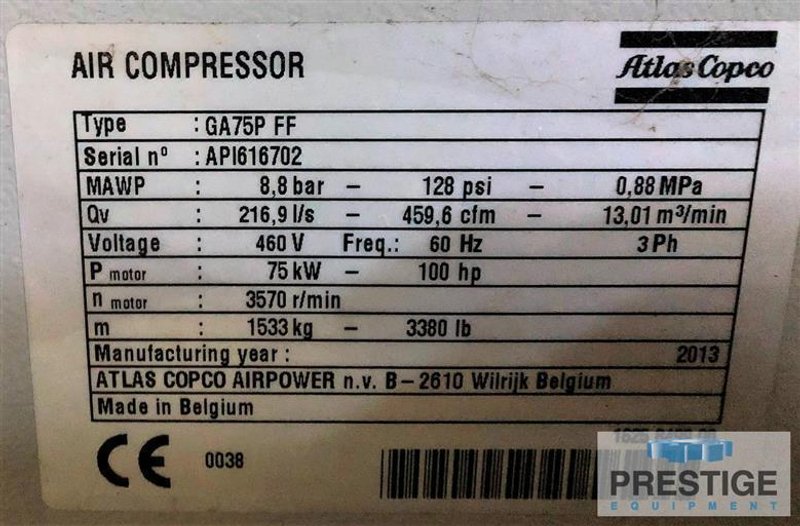 AIR COMPRESSOR
Atlas Copco
Type : GA75P FF
Serial nº : API616702
MAWP : 8,8 bar – 128 psi – 0,88 MPa
Qv : 216,9 l/s – 459,6 cfm – 13,01 m³/min
Voltage : 460 V Freq.: 60 Hz 3 Ph
P motor : 75 kW – 100 hp
n motor : 3570 r/min
m : 1533 kg – 3380 lb
Manufacturing year : 2013
ATLAS COPCO AIRPOWER n.v. B – 2610 Wilrijk Belgium
Made in Belgium
CE 0038
PRESTIGE
EQUIPMENT